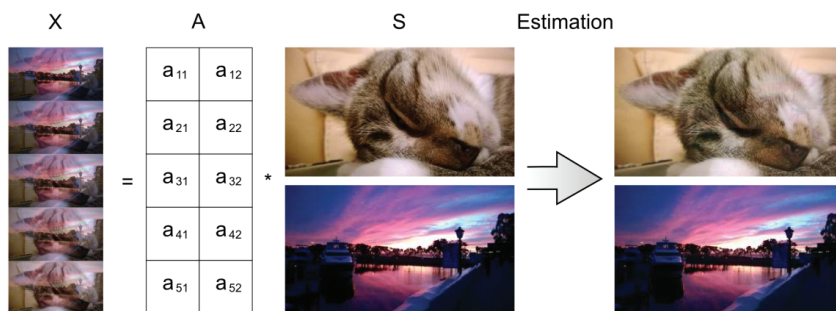 X A S Estimation
a11 a12
a21 a22
= a31 a32 *
a41 a42
a51 a52